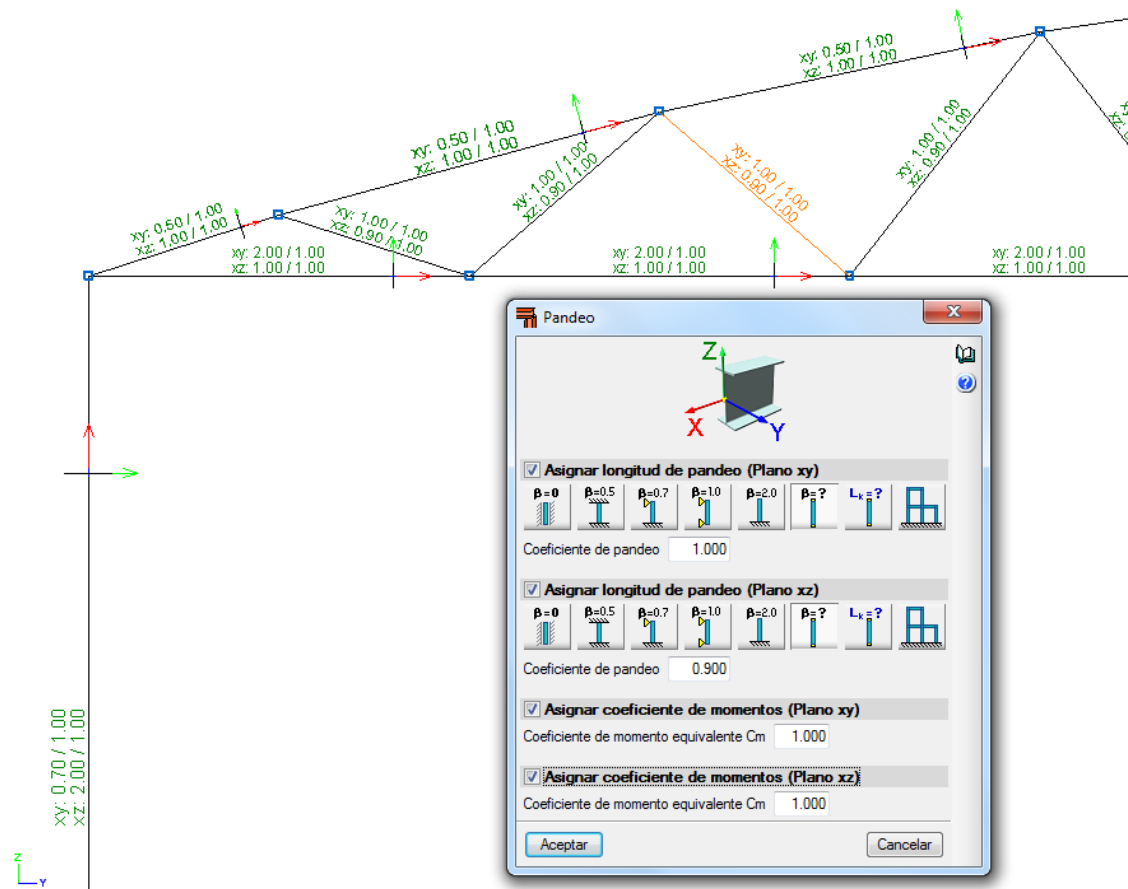 xy: 0.50 / 1.00
xz: 1.00 / 1.00
xy: 0.50 / 1.00
xz: 1.00 / 1.00
xy: 1.00 / 1.00
xz: 0.90 / 1.00
xy: 1.00 / 1.00
xz: 0.90 / 1.00
xy: 1.00 / 1.00
xz: 0.90 / 1.00
xy: 0.50 / 1.00
xz: 1.00 / 1.00
xy: 1.00 / 1.00
xz: 0.90 / 1.00
xy: 2.00 / 1.00
xz: 1.00 / 1.00
xy: 2.00 / 1.00
xz: 1.00 / 1.00
xy: 2.00 / 1.00
xz: 1.00 / 1.00
Pandeo
Z
X
Y
Asignar longitud de pandeo (Plano xy)
β=0 β=0.5 β=0.7 β=1.0 β=2.0 β=? Lk=?
Coeficiente de pandeo 1.000
Asignar longitud de pandeo (Plano xz)
β=0 β=0.5 β=0.7 β=1.0 β=2.0 β=? Lk=?
Coeficiente de pandeo 0.900
Asignar coeficiente de momentos (Plano xy)
Coeficiente de momento equivalente Cm 1.000
Asignar coeficiente de momentos (Plano xz)
Coeficiente de momento equivalente Cm 1.000
Aceptar Cancelar
xy: 0.70 / 1.00
xz: 2.00 / 1.00
Z
Y